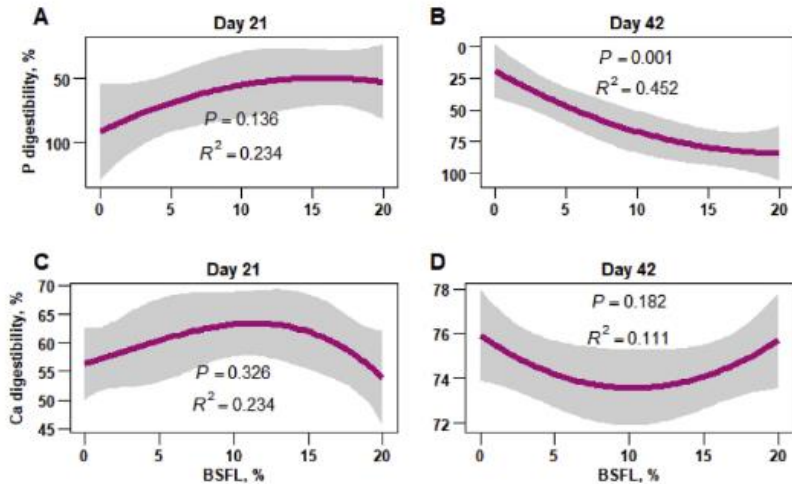 A
Day 21
P digestibility, %
50
100
P = 0.136
R² = 0.234
0 5 10 15 20
B
Day 42
0
25
50
75
100
P = 0.001
R² = 0.452
0 5 10 15 20
C
Day 21
Ca digestibility, %
70
65
60
55
50
45
P = 0.326
R² = 0.234
0 5 10 15 20
BSFL, %
D
Day 42
78
76
74
72
P = 0.182
R² = 0.111
0 5 10 15 20
BSFL, %